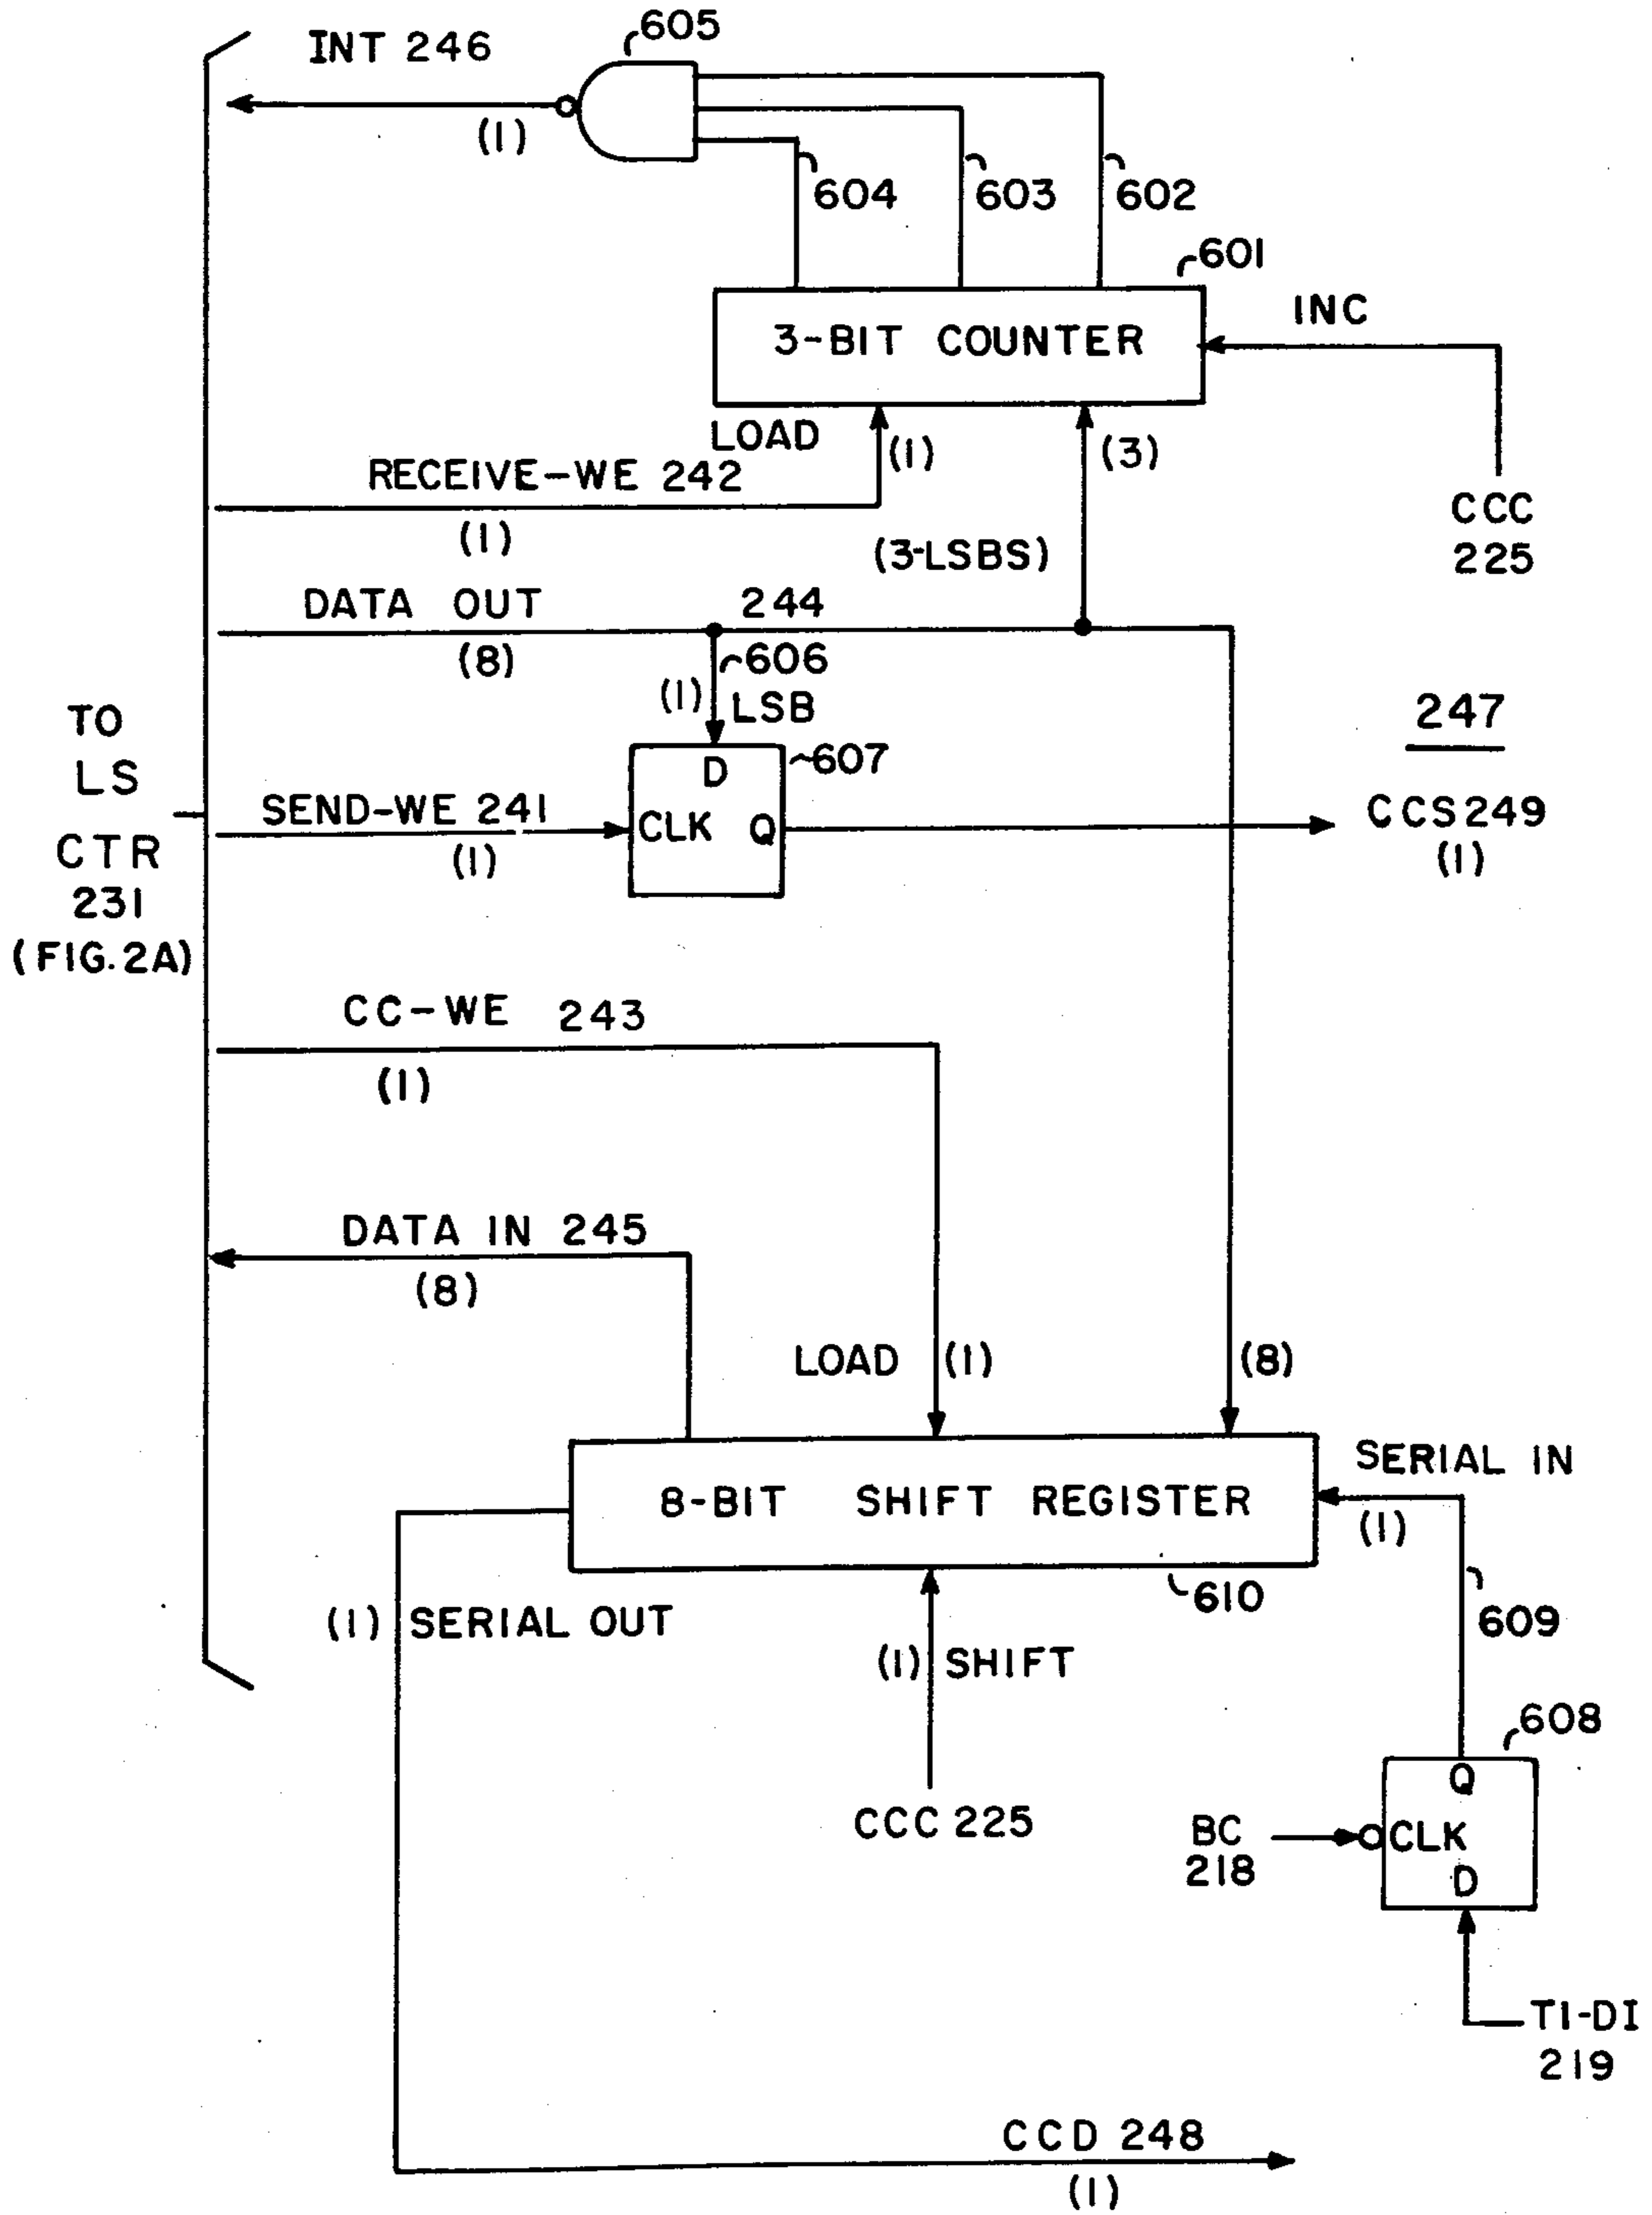 605
INT 246
(1)
604
603
602
601
INC
3-BIT COUNTER
LOAD
(1)
(3)
RECEIVE-WE 242
(1)
CCC
225
(3-LSBS)
DATA OUT
244
(8)
606
(1)
LSB
247
TO
LS
CTR
231
(FIG.2A)
607
D
SEND-WE 241
CLK Q
CCS249
(1)
(1)
CC-WE 243
(1)
DATA IN 245
(8)
LOAD
(1)
(8)
SERIAL IN
8-BIT SHIFT REGISTER
(1)
610
609
(1) SERIAL OUT
(1) SHIFT
608
Q
CCC 225
BC
218
CLK
D
T1-DI
219
CCD 248
(1)